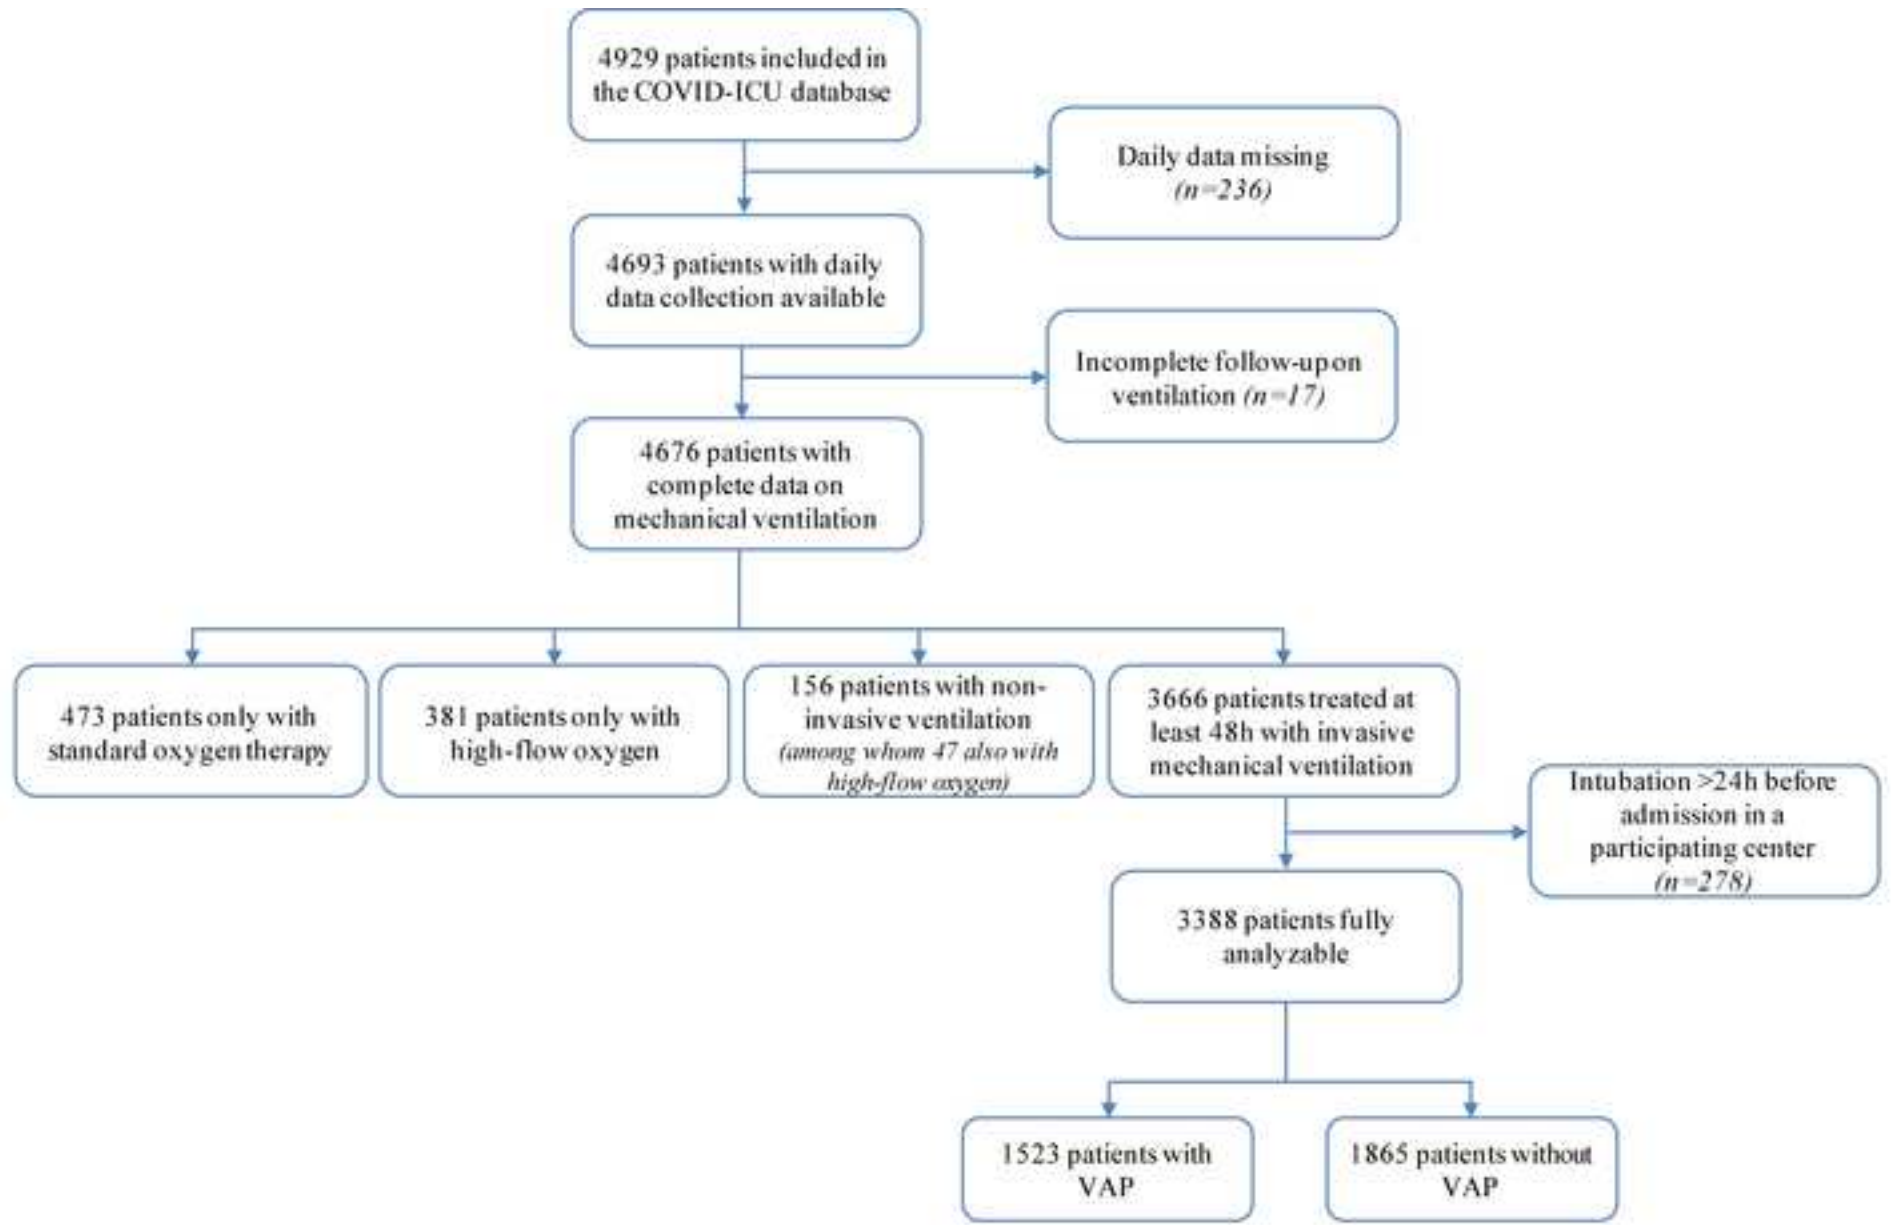 4929 patients included in
the COVID-ICU database
Daily data missing
(n=236)
4693 patients with daily
data collection available
Incomplete follow-up on
ventilation (n=17)
4676 patients with
complete data on
mechanical ventilation
473 patients only with
standard oxygen therapy
381 patients only with
high-flow oxygen
156 patients with non-
invasive ventilation
(among whom 47 also with
high-flow oxygen)
3666 patients treated at
least 48h with invasive
mechanical ventilation
Intubation >24h before
admission in a
participating center
(n=278)
3388 patients fully
analyzable
1523 patients with
VAP
1865 patients without
VAP